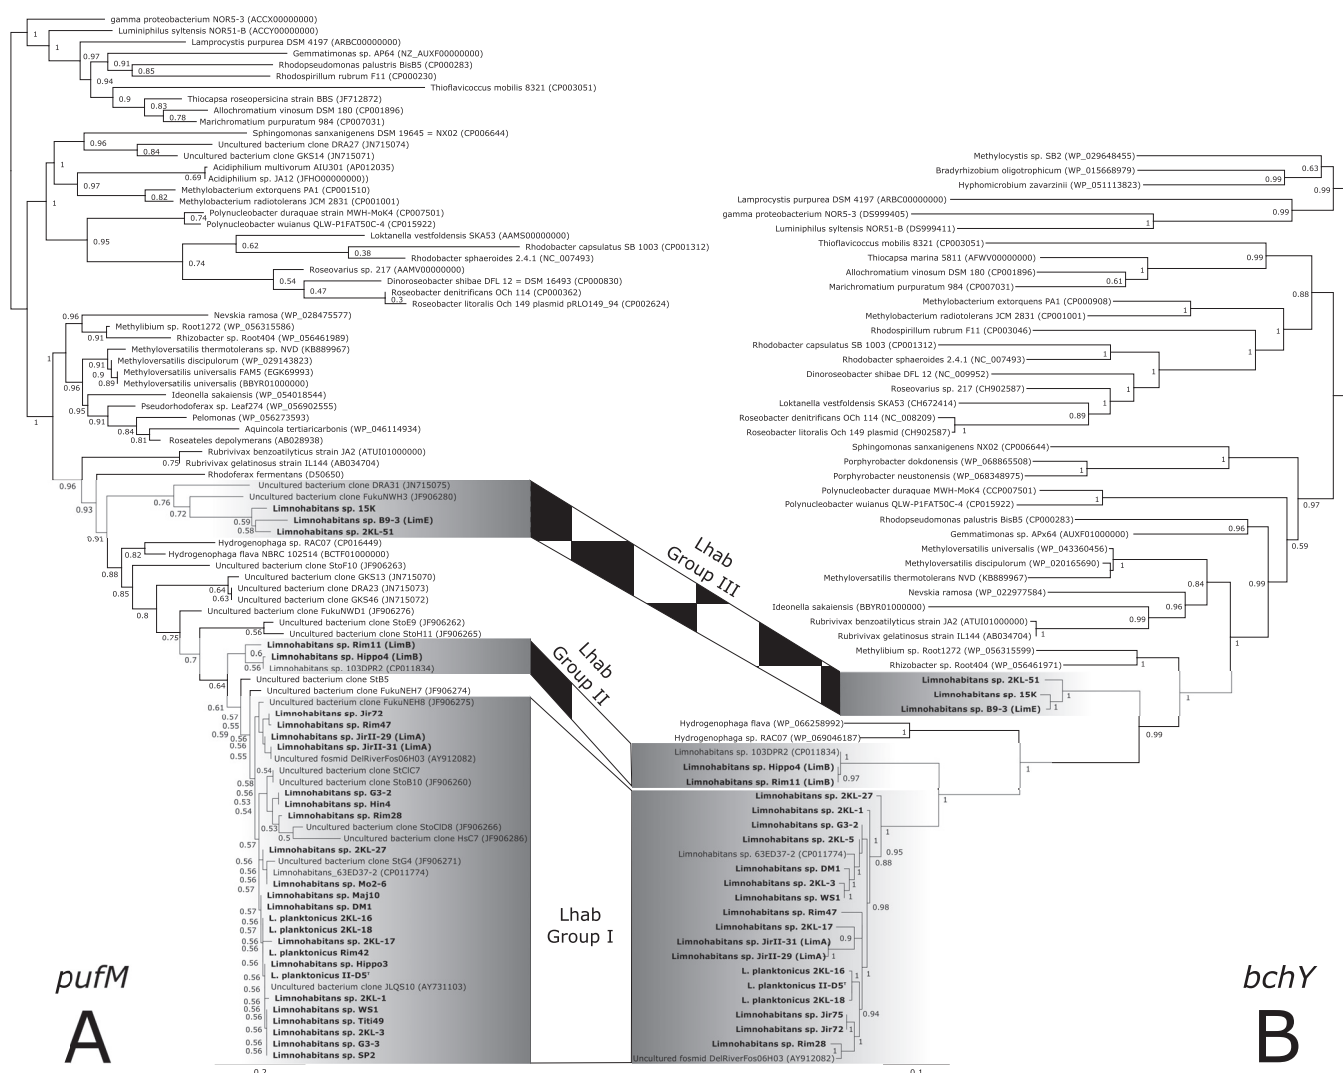 gamma proteobacterium NOR5-3 (ACCX00000000)
Luminiphilus syltensis NOR51-B (ACCY00000000)
Lamprocystis purpurea DSM 4197 (ARBC00000000)
Gemmatimonas sp. AP64 (NZ_AUXF00000000)
Rhodopseudomonas palustris BisB5 (CP000283)
Rhodospirillum rubrum F11 (CP000230)
Thioflavicoccus mobilis 8321 (CP003051)
Thiocapsa roseopersicina strain BBS (JF712872)
Allochromatium vinosum DSM 180 (CP001896)
Marichromatium purpuratum 984 (CP007031)
Sphingomonas sanxanigenens DSM 19645 = NX02 (CP006644)
Uncultured bacterium clone DRA27 (JN715074)
Uncultured bacterium clone GKS14 (JN715071)
Acidiphilium multivorum AIU301 (AP012035)
Acidiphilium sp. JA12 (JFHO00000000))
Methylobacterium extorquens PA1 (CP001510)
Methylobacterium radiotolerans JCM 2831 (CP001001)
Polynucleobacter duraquae strain MWH-MoK4 (CP007501)
Polynucleobacter wuianus QLW-P1FAT50C-4 (CP015922)
Loktanella vestfoldensis SKA53 (AAMS00000000)
Rhodobacter capsulatus SB 1003 (CP001312)
Rhodobacter sphaeroides 2.4.1 (NC_007493)
Roseovarius sp. 217 (AAMV00000000)
Dinoroseobacter shibae DFL 12 = DSM 16493 (CP000830)
Roseobacter denitrificans OCh 114 (CP000362)
Roseobacter litoralis Och 149 plasmid pRLO149_94 (CP002624)
Nevskia ramosa (WP_028475577)
Methylibium sp. Root1272 (WP_056315586)
Rhizobacter sp. Root404 (WP_056461989)
Methyloversatilis thermotolerans sp. NVD (KB889967)
Methyloversatilis discipulorum (WP_029143823)
Methyloversatilis universalis FAM5 (EGK69993)
Methyloversatilis universalis (BBYR01000000)
Ideonella sakaiensis (WP_054018544)
Pseudorhodoferax sp. Leaf274 (WP_056902555)
Pelomonas (WP_056273593)
Aquincola tertiaricarbonis (WP_046114934)
Roseateles depolymerans (AB028938)
Rubrivivax benzoatilyticus strain JA2 (ATUI01000000)
Rubrivivax gelatinosus strain IL144 (AB034704)
Rhodoferax fermentans (D50650)
Uncultured bacterium clone DRA31 (JN715075)
Uncultured bacterium clone FukuNWH3 (JF906280)
Limnohabitans sp. 15K
Limnohabitans sp. B9-3 (LimE)
Limnohabitans sp. 2KL-51
Hydrogenophaga sp. RAC07 (CP016449)
Hydrogenophaga flava NBRC 102514 (BCTF01000000)
Uncultured bacterium clone StoF10 (JF906263)
Uncultured bacterium clone GKS13 (JN715070)
Uncultured bacterium clone DRA23 (JN715073)
Uncultured bacterium clone GKS46 (JN715072)
Uncultured bacterium clone FukuNWD1 (JF906276)
Uncultured bacterium clone StoE9 (JF906262)
Uncultured bacterium clone StoH11 (JF906265)
Limnohabitans sp. Rim11 (LimB)
Limnohabitans sp. Hippo4 (LimB)
Limnohabitans sp. 103DPR2 (CP011834)
Uncultured bacterium clone StB5
Uncultured bacterium clone FukuNEH7 (JF906274)
Uncultured bacterium clone FukuNEH8 (JF906275)
Limnohabitans sp. Jir72
Limnohabitans sp. Rim47
Limnohabitans sp. JirII-29 (LimA)
Limnohabitans sp. JirII-31 (LimA)
Uncultured fosmid DelRiverFos06H03 (AY912082)
Uncultured bacterium clone StClC7
Uncultured bacterium clone StoB10 (JF906260)
Limnohabitans sp. G3-2
Limnohabitans sp. Hin4
Limnohabitans sp. Rim28
Uncultured bacterium clone StoClD8 (JF906266)
Uncultured bacterium clone HsC7 (JF906286)
Limnohabitans sp. 2KL-27
Uncultured bacterium clone StG4 (JF906271)
Limnohabitans_63ED37-2 (CP011774)
Limnohabitans sp. Mo2-6
Limnohabitans sp. Maj10
Limnohabitans sp. DM1
L. planktonicus 2KL-16
L. planktonicus 2KL-18
Limnohabitans sp. 2KL-17
L. planktonicus Rim42
Limnohabitans sp. Hippo3
L. planktonicus II-D5ᵀ
Uncultured bacterium clone JLQS10 (AY731103)
Limnohabitans sp. 2KL-1
Limnohabitans sp. WS1
Limnohabitans sp. Titi49
Limnohabitans sp. 2KL-3
Limnohabitans sp. G3-3
Limnohabitans sp. SP2
0.2
pufM
A
Lhab
Group III
Lhab
Group II
Lhab
Group I
Methylocystis sp. SB2 (WP_029648455)
Bradyrhizobium oligotrophicum (WP_015668979)
Hyphomicrobium zavarzinii (WP_051113823)
Lamprocystis purpurea DSM 4197 (ARBC00000000)
gamma proteobacterium NOR5-3 (DS999405)
Luminiphilus syltensis NOR51-B (DS999411)
Thioflavicoccus mobilis 8321 (CP003051)
Thiocapsa marina 5811 (AFWV00000000)
Allochromatium vinosum DSM 180 (CP001896)
Marichromatium purpuratum 984 (CP007031)
Methylobacterium extorquens PA1 (CP000908)
Methylobacterium radiotolerans JCM 2831 (CP001001)
Rhodospirillum rubrum F11 (CP003046)
Rhodobacter capsulatus SB 1003 (CP001312)
Rhodobacter sphaeroides 2.4.1 (NC_007493)
Dinoroseobacter shibae DFL 12 (NC_009952)
Roseovarius sp. 217 (CH902587)
Loktanella vestfoldensis SKA53 (CH672414)
Roseobacter denitrificans OCh 114 (NC_008209)
Roseobacter litoralis Och 149 plasmid (CH902587)
Sphingomonas sanxanigenens NX02 (CP006644)
Porphyrobacter dokdonensis (WP_068865508)
Porphyrobacter neustonensis (WP_068348975)
Polynucleobacter duraquae MWH-MoK4 (CCP007501)
Polynucleobacter wuianus QLW-P1FAT50C-4 (CP015922)
Rhodopseudomonas palustris BisB5 (CP000283)
Gemmatimonas sp. APx64 (AUXF01000000)
Methyloversatilis universalis (WP_043360456)
Methyloversatilis discipulorum (WP_020165690)
Methyloversatilis thermotolerans NVD (KB889967)
Nevskia ramosa (WP_022977584)
Ideonella sakaiensis (BBYR01000000)
Rubrivivax benzoatilyticus strain JA2 (ATUI01000000)
Rubrivivax gelatinosus strain IL144 (AB034704)
Methylibium sp. Root1272 (WP_056315599)
Rhizobacter sp. Root404 (WP_056461971)
Limnohabitans sp. 2KL-51
Limnohabitans sp. 15K
Limnohabitans sp. B9-3 (LimE)
Hydrogenophaga flava (WP_066258992)
Hydrogenophaga sp. RAC07 (WP_069046187)
Limnohabitans sp. 103DPR2 (CP011834)
Limnohabitans sp. Hippo4 (LimB)
Limnohabitans sp. Rim11 (LimB)
Limnohabitans sp. 2KL-27
Limnohabitans sp. 2KL-1
Limnohabitans sp. G3-2
Limnohabitans sp. 2KL-5
Limnohabitans sp. 63ED37-2 (CP011774)
Limnohabitans sp. DM1
Limnohabitans sp. 2KL-3
Limnohabitans sp. WS1
Limnohabitans sp. Rim47
Limnohabitans sp. 2KL-17
Limnohabitans sp. JirII-31 (LimA)
Limnohabitans sp. JirII-29 (LimA)
L. planktonicus 2KL-16
L. planktonicus II-D5ᵀ
L. planktonicus 2KL-18
Limnohabitans sp. Jir75
Limnohabitans sp. Jir72
Limnohabitans sp. Rim28
Uncultured fosmid DelRiverFos06H03 (AY912082)
0.1
bchY
B